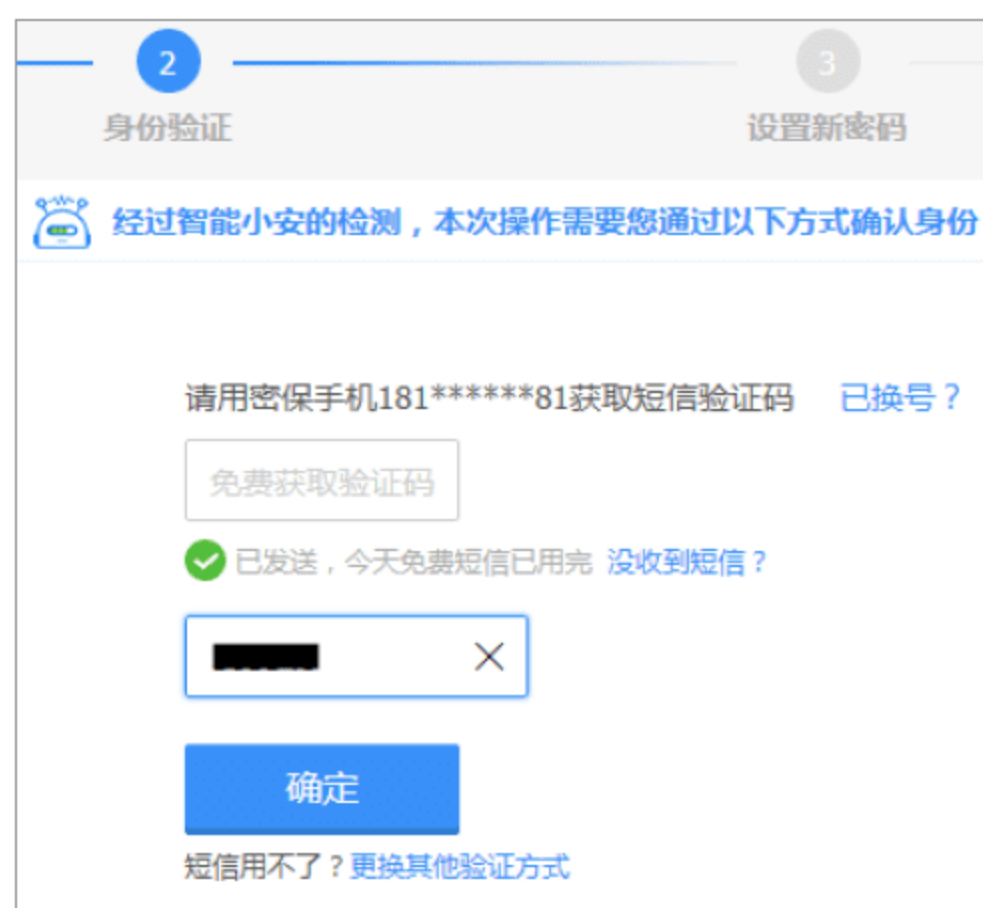 2
3
身份验证
设置新密码
经过智能小安的检测，本次操作需要您通过以下方式确认身份
请用密保手机181******81获取短信验证码 已换号？
免费获取验证码
已发送，今天免费短信已用完 没收到短信？
确定
短信用不了？更换其他验证方式